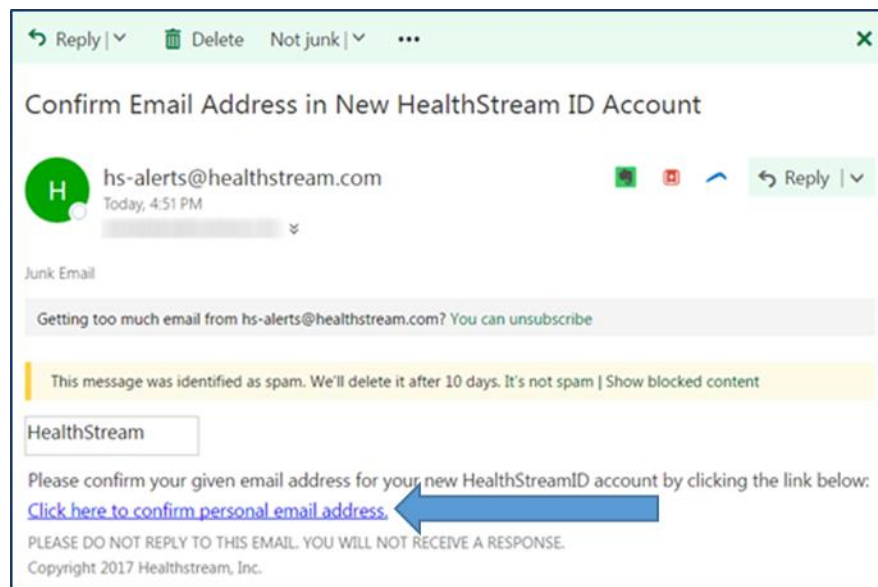 Reply | Delete Not junk | •••
Confirm Email Address in New HealthStream ID Account
H
hs-alerts@healthstream.com
Reply |
Today, 4:51 PM
Junk Email
Getting too much email from hs-alerts@healthstream.com? You can unsubscribe
This message was identified as spam. We'll delete it after 10 days. It's not spam | Show blocked content
HealthStream
Please confirm your given email address for your new HealthStreamID account by clicking the link below:
Click here to confirm personal email address.
PLEASE DO NOT REPLY TO THIS EMAIL. YOU WILL NOT RECEIVE A RESPONSE.
Copyright 2017 Healthstream, Inc.